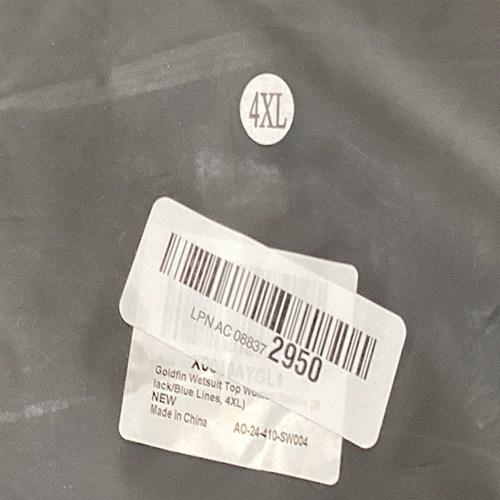 4XL
LPN AC 08837 2950
Goldfin Wetsuit Top
lack/Blue Lines, 4XL)
NEW
Made in China
AO-24-410-SW004